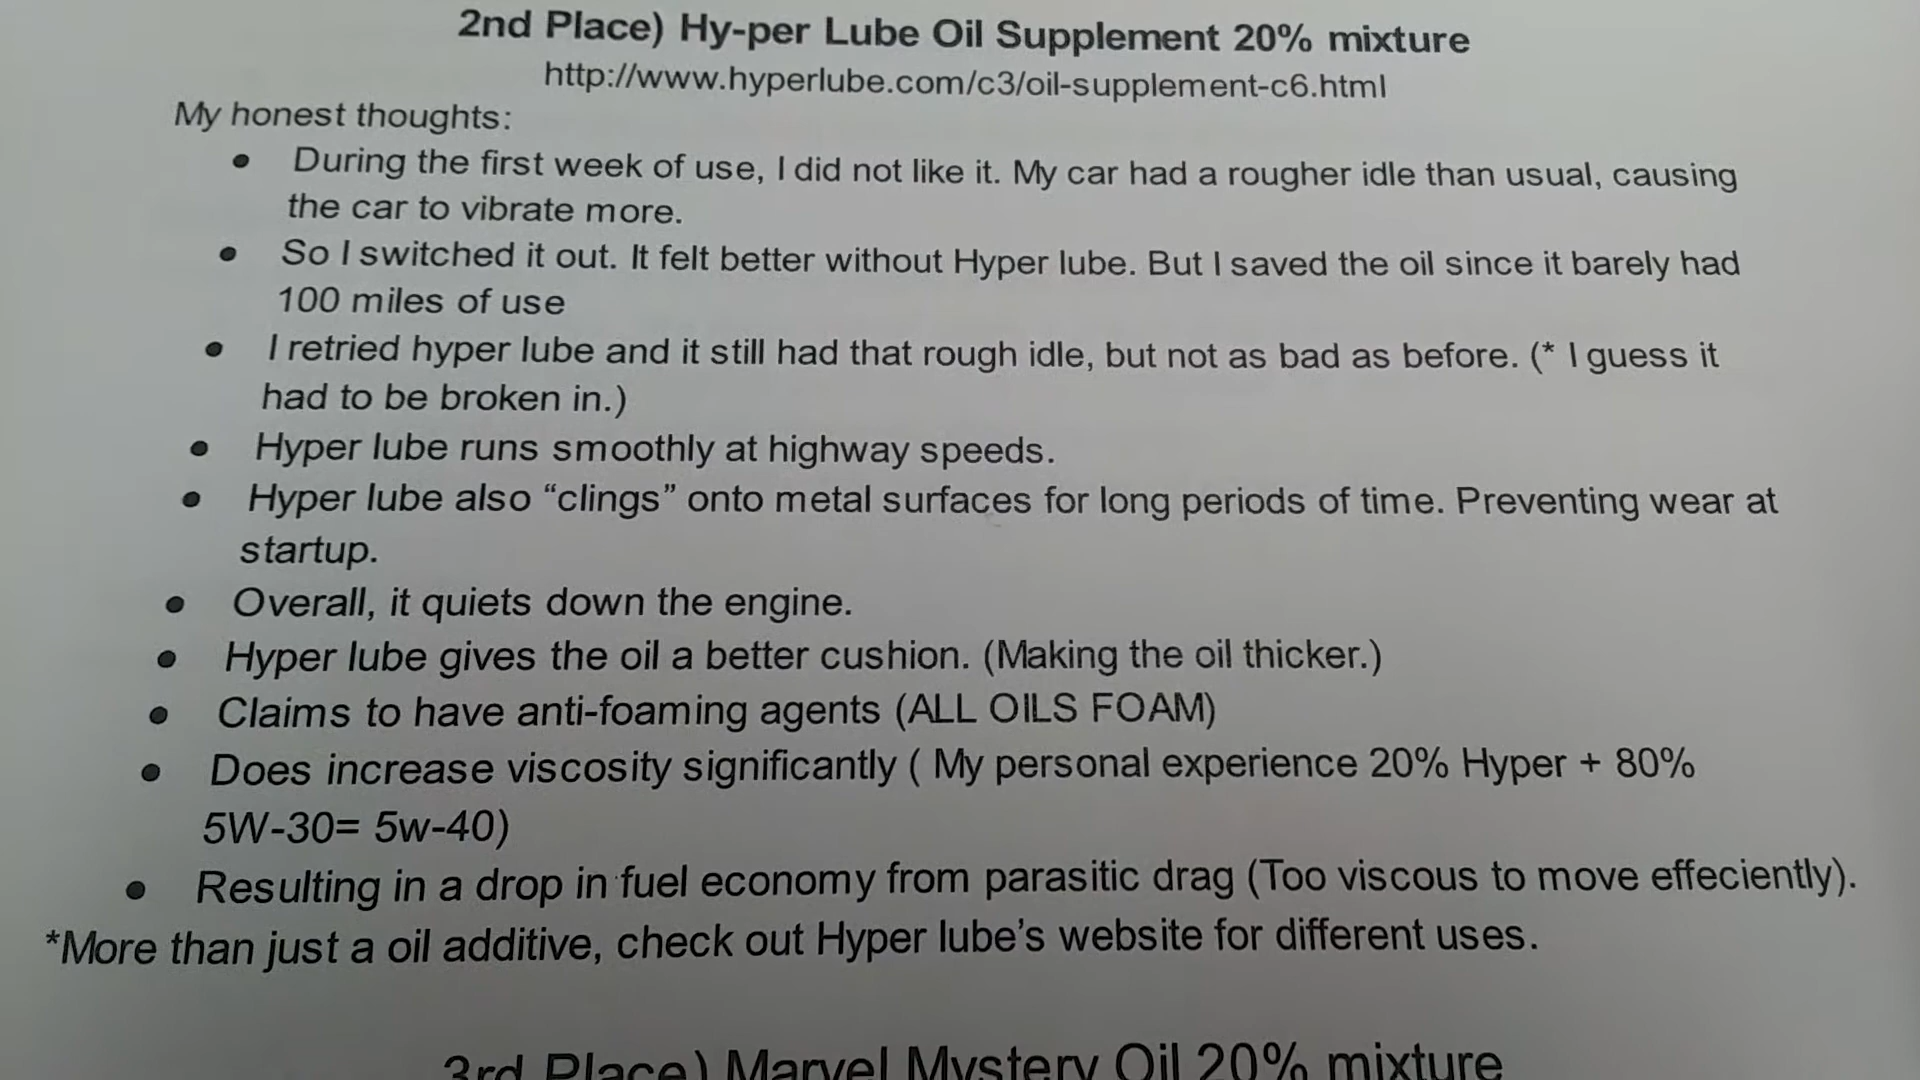 2nd Place) Hy-per Lube Oil Supplement 20% mixture
http://www.hyperlube.com/c3/oil-supplement-c6.html
My honest thoughts:
• During the first week of use, I did not like it. My car had a rougher idle than usual, causing
the car to vibrate more.
• So I switched it out. It felt better without Hyper lube. But I saved the oil since it barely had
100 miles of use
• I retried hyper lube and it still had that rough idle, but not as bad as before. (* I guess it
had to be broken in.)
• Hyper lube runs smoothly at highway speeds.
• Hyper lube also “clings” onto metal surfaces for long periods of time. Preventing wear at
startup.
• Overall, it quiets down the engine.
• Hyper lube gives the oil a better cushion. (Making the oil thicker.)
• Claims to have anti-foaming agents (ALL OILS FOAM)
• Does increase viscosity significantly ( My personal experience 20% Hyper + 80%
5W-30= 5w-40)
• Resulting in a drop in fuel economy from parasitic drag (Too viscous to move effeciently).
*More than just a oil additive, check out Hyper lube’s website for different uses.
3rd Place) Marvel Mystery Oil 20% mixture